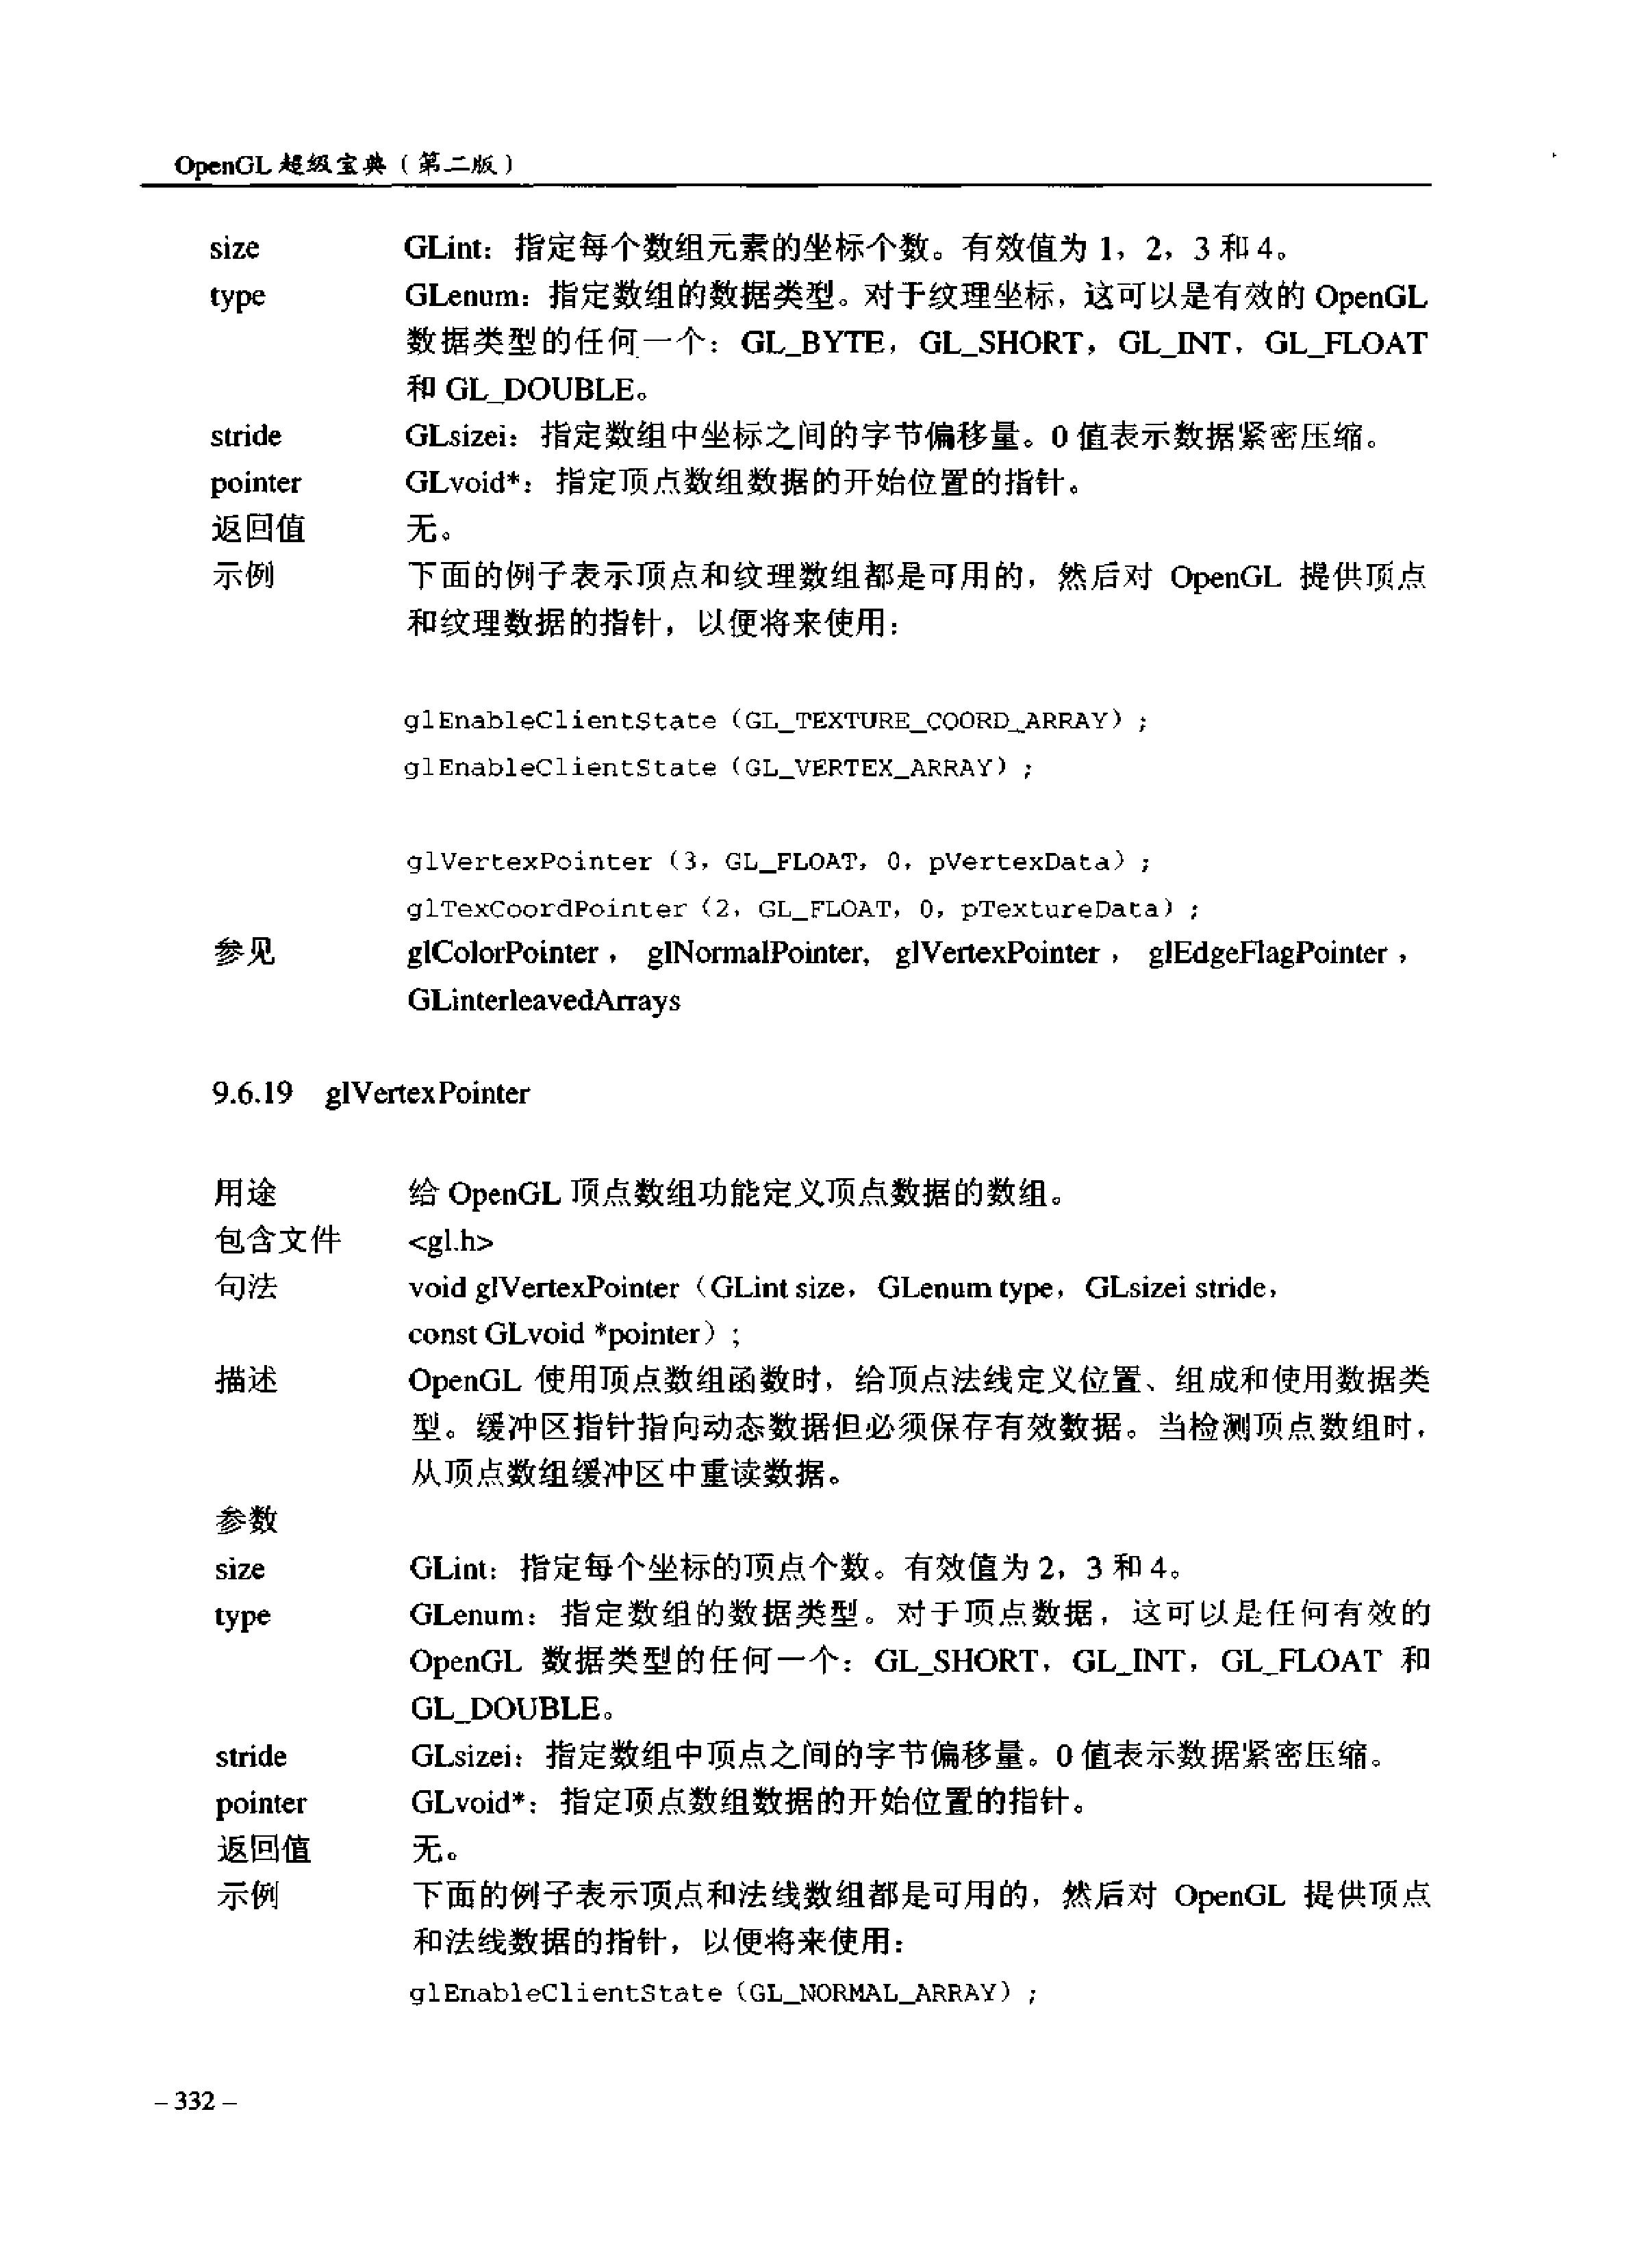 OpenGL 超级宝典（第二版）
size GLint：指定每个数组元素的坐标个数。有效值为 1，2，3 和 4。
type GLenum：指定数组的数据类型。对于纹理坐标，这可以是有效的 OpenGL
数据类型的任何一个：GL_BYTE，GL_SHORT，GL_INT，GL_FLOAT
和 GL_DOUBLE。
stride GLsizei：指定数组中坐标之间的字节偏移量。0 值表示数据紧密压缩。
pointer GLvoid*：指定顶点数组数据的开始位置的指针。
返回值 无。
示例 下面的例子表示顶点和纹理数组都是可用的，然后对 OpenGL 提供顶点
和纹理数据的指针，以便将来使用：
glEnableClientState（GL_TEXTURE_COORD_ARRAY）;
glEnableClientState（GL_VERTEX_ARRAY）;
glVertexPointer（3，GL_FLOAT，0，pVertexData）;
glTexCoordPointer（2，GL_FLOAT，0，pTextureData）;
参见 glColorPointer， glNormalPointer, glVertexPointer， glEdgeFlagPointer，
GLinterleavedArrays
9.6.19 glVertexPointer
用途 给 OpenGL 顶点数组功能定义顶点数据的数组。
包含文件 <gl.h>
句法 void glVertexPointer（GLint size，GLenum type，GLsizei stride，
const GLvoid *pointer）;
描述 OpenGL 使用顶点数组函数时，给顶点法线定义位置、组成和使用数据类
型。缓冲区指针指向动态数据但必须保存有效数据。当检测顶点数组时，
从顶点数组缓冲区中重读数据。
参数
size GLint：指定每个坐标的顶点个数。有效值为 2，3 和 4。
type GLenum：指定数组的数据类型。对于顶点数据，这可以是任何有效的
OpenGL 数据类型的任何一个：GL_SHORT，GL_INT，GL_FLOAT 和
GL_DOUBLE。
stride GLsizei：指定数组中顶点之间的字节偏移量。0 值表示数据紧密压缩。
pointer GLvoid*：指定顶点数组数据的开始位置的指针。
返回值 无。
示例 下面的例子表示顶点和法线数组都是可用的，然后对 OpenGL 提供顶点
和法线数据的指针，以便将来使用：
glEnableClientState（GL_NORMAL_ARRAY）;
– 332 –